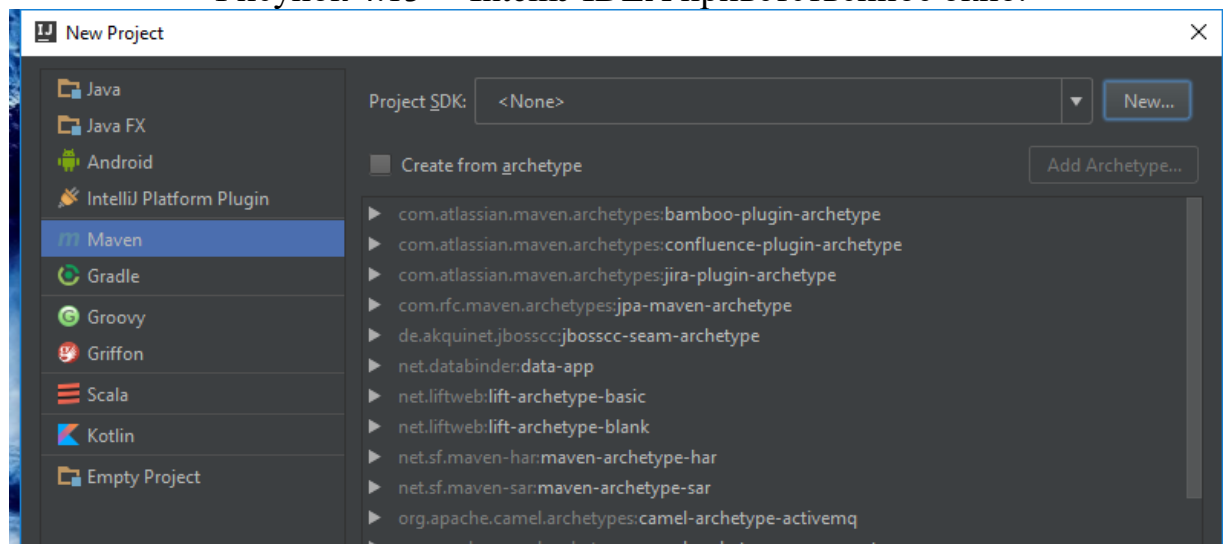 IntelliJ IDEA приветственное окно.
New Project
Java
Java FX
Android
IntelliJ Platform Plugin
Maven
Gradle
Groovy
Griffon
Scala
Kotlin
Empty Project
Project SDK: <None> New...
Create from archetype Add Archetype...
com.atlassian.maven.archetypes:bamboo-plugin-archetype
com.atlassian.maven.archetypes:confluence-plugin-archetype
com.atlassian.maven.archetypes:jira-plugin-archetype
com.rfc.maven.archetypes:jpa-maven-archetype
de.akquinet.jbosscc:jbosscc-seam-archetype
net.databinder:data-app
net.liftweb:lift-archetype-basic
net.liftweb:lift-archetype-blank
net.sf.maven-har:maven-archetype-har
net.sf.maven-sar:maven-archetype-sar
org.apache.camel.archetypes:camel-archetype-activemq